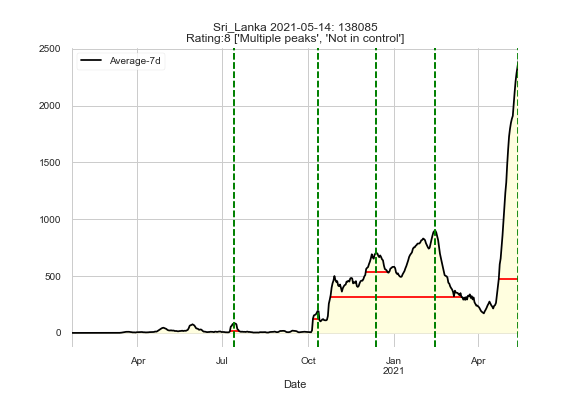 Sri_Lanka 2021-05-14: 138085
Rating:8 ['Multiple peaks', 'Not in control']
Average-7d
2500
2000
1500
1000
500
0
Apr Jul Oct Jan Apr
2021
Date